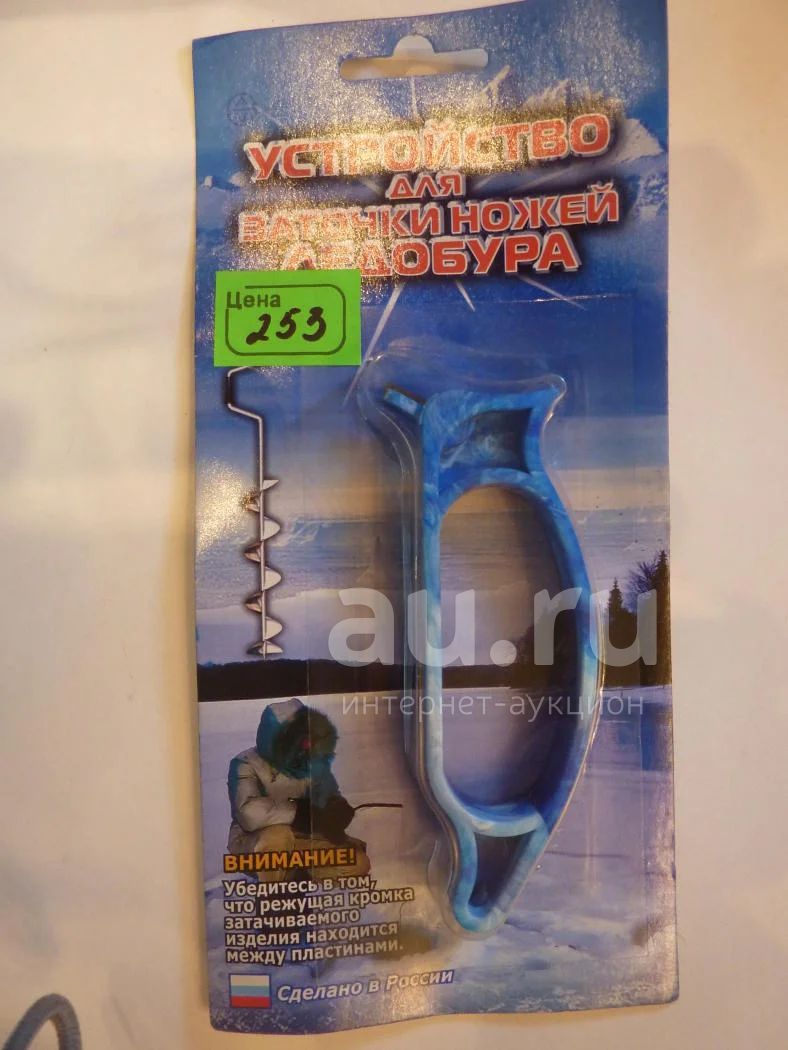 УСТРОЙСТВО
ДЛЯ
ЗАТОЧКИ НОЖЕЙ
ЛЕДОБУРА
Цена
253
au.ru
интернет-аукцион
ВНИМАНИЕ!
Убедитесь в том,
что режущая кромка
затачиваемого
изделия находится
между пластинами.
Сделано в России